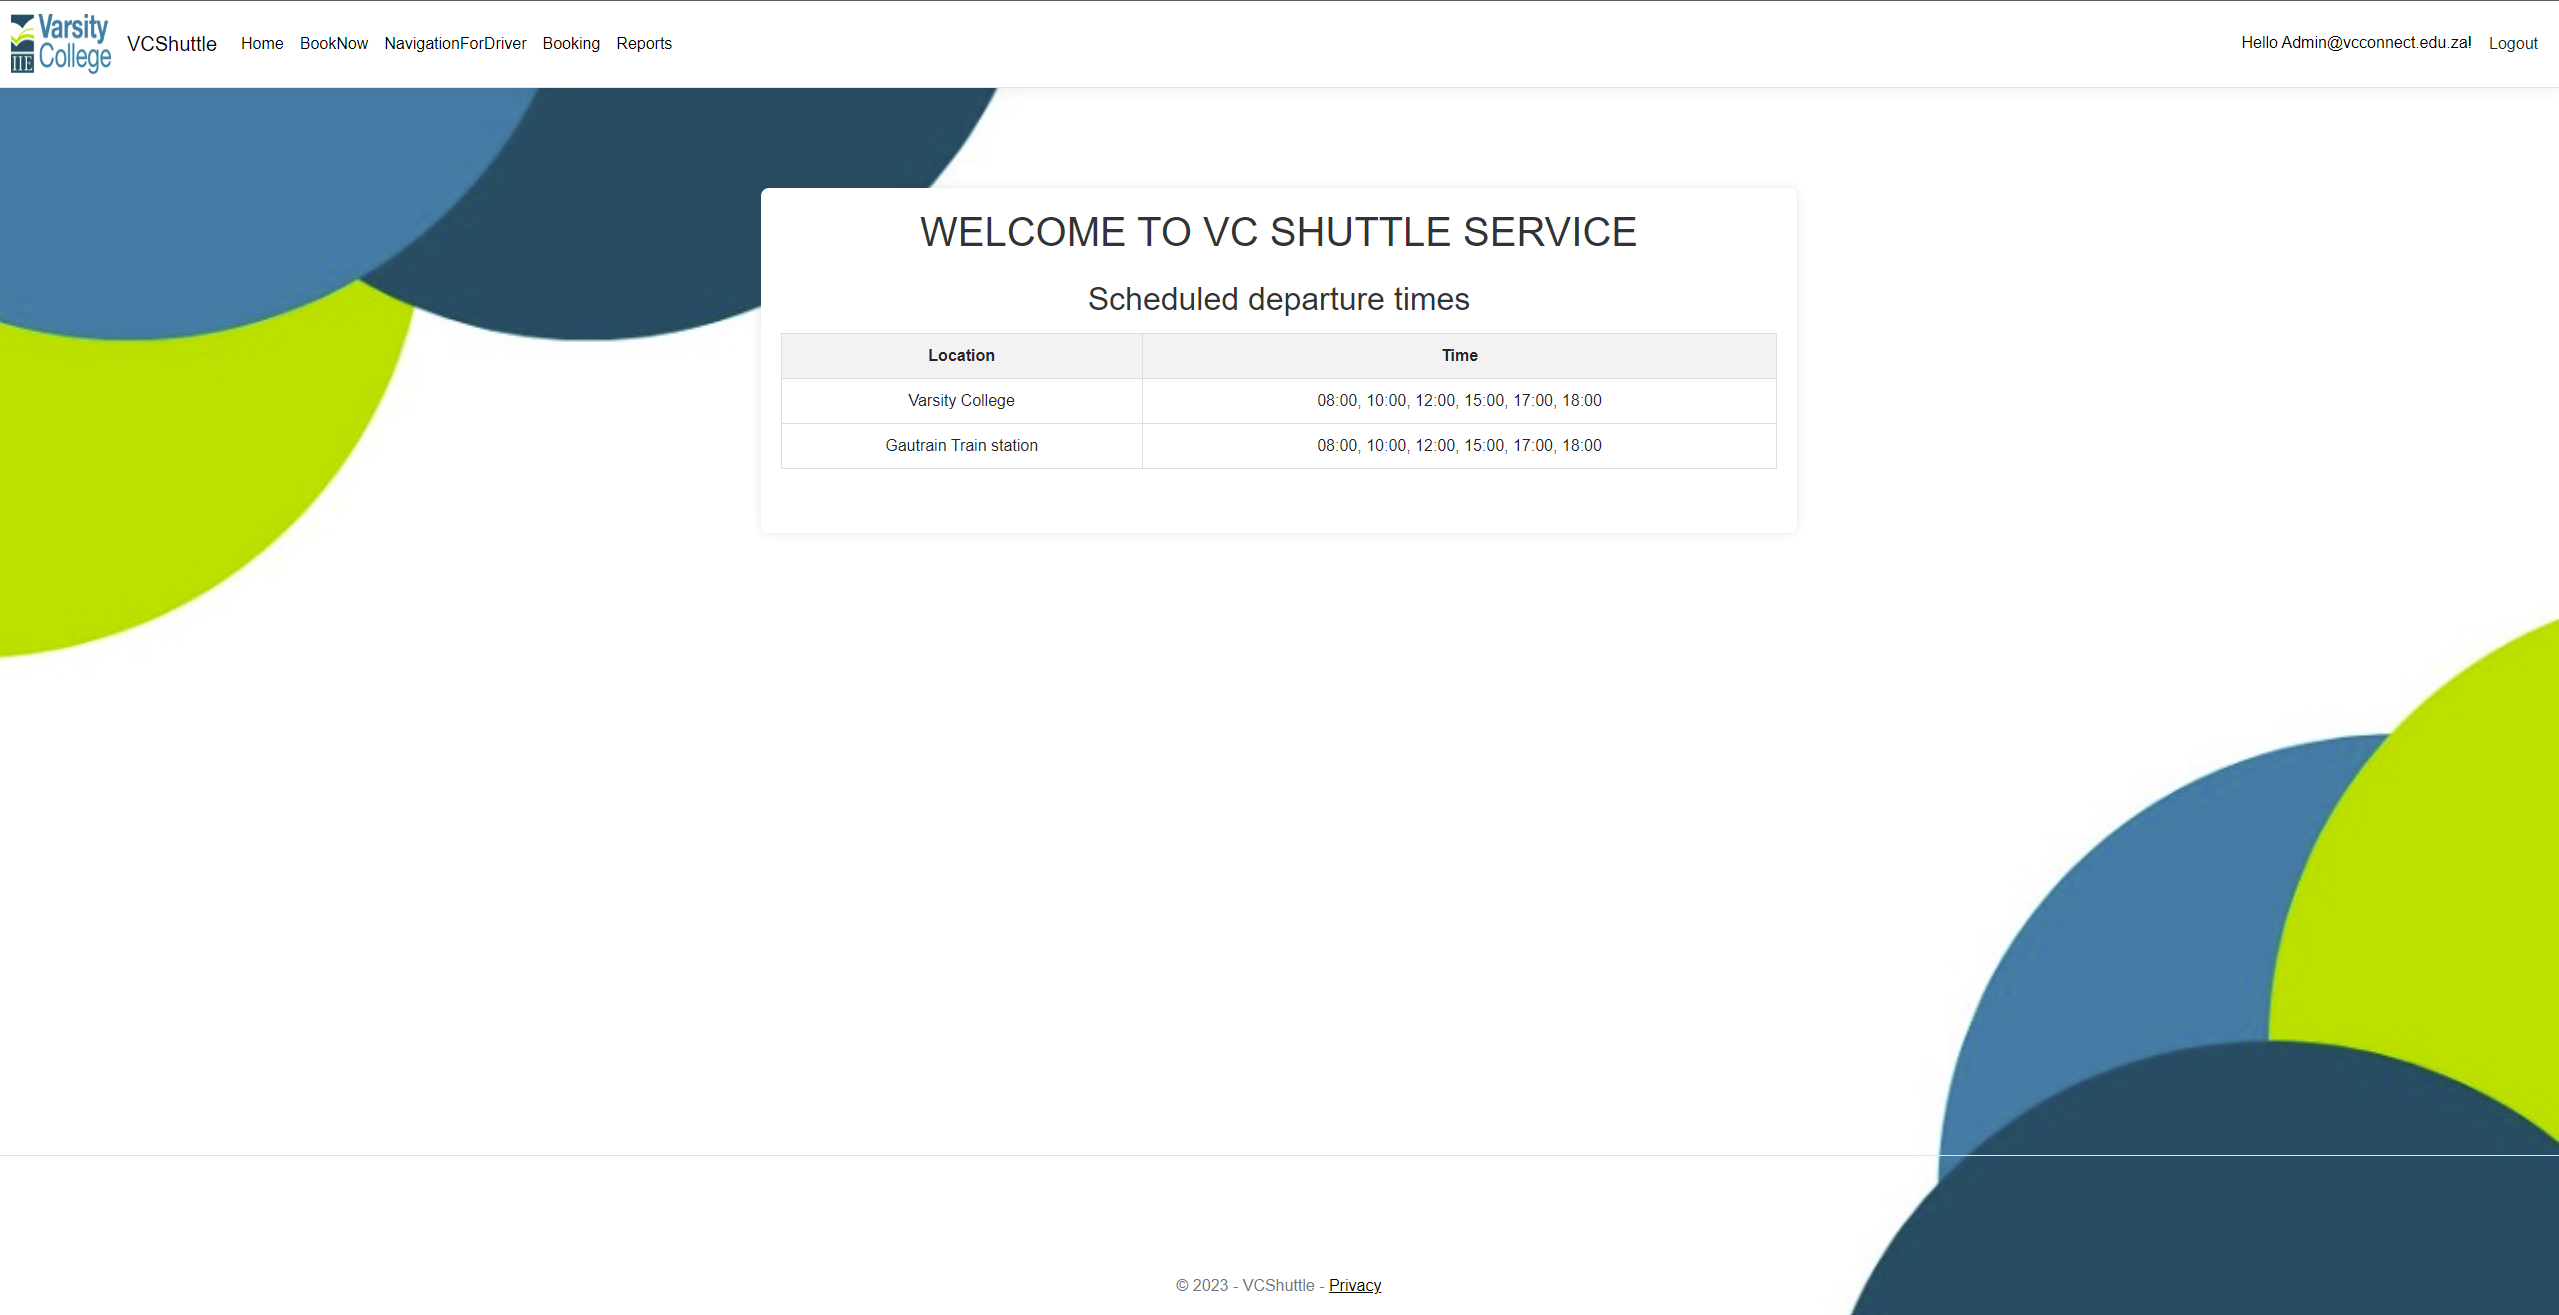 Varsity
College
IIE
VCShuttle Home BookNow NavigationForDriver Booking Reports Hello Admin@vcconnect.edu.za! Logout
WELCOME TO VC SHUTTLE SERVICE
Scheduled departure times
Location Time
Varsity College 08:00, 10:00, 12:00, 15:00, 17:00, 18:00
Gautrain Train station 08:00, 10:00, 12:00, 15:00, 17:00, 18:00
© 2023 - VCShuttle - Privacy